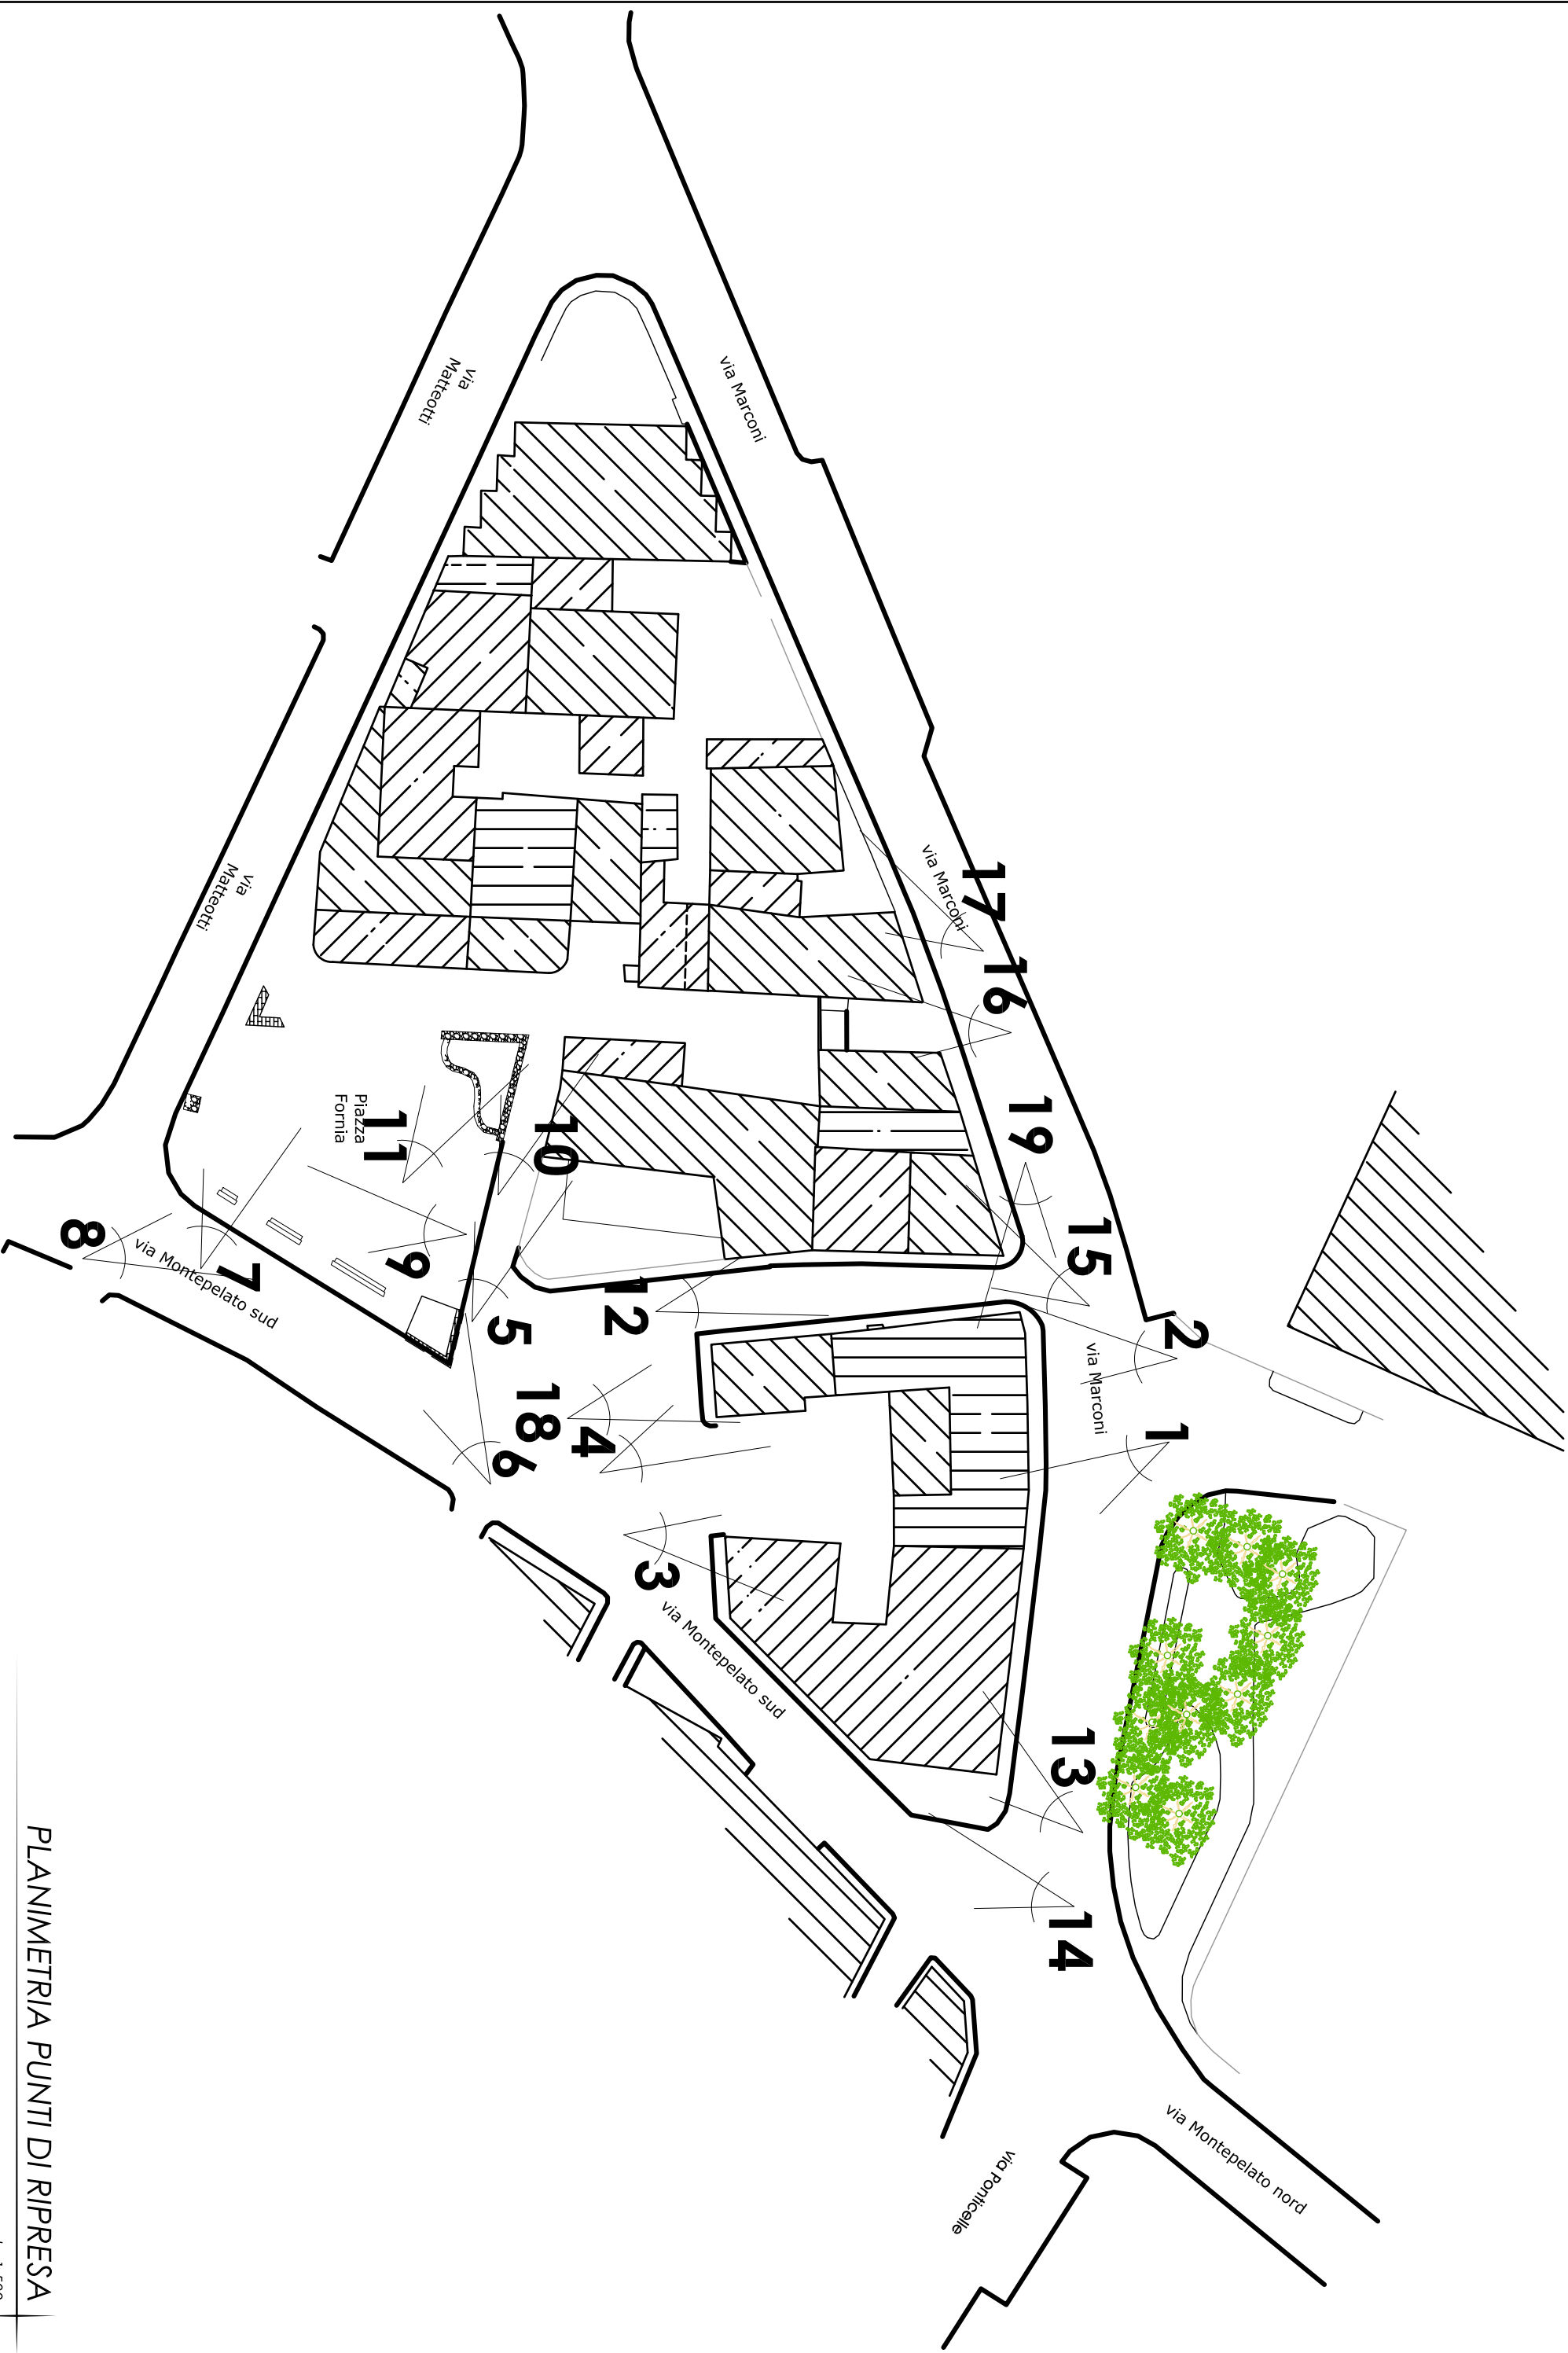 via
Matteotti
via Marconi
via
Matteotti
via Marconi
17
16
19
15
2
via Marconi
1
10
11
Piazza
Fornia
8
7
via Montepelato sud
9
5
12
18
4
6
3
via Montepelato sud
13
14
via Montepelato nord
via Ponticelle
PLANIMETRIA PUNTI DI RIPRESA